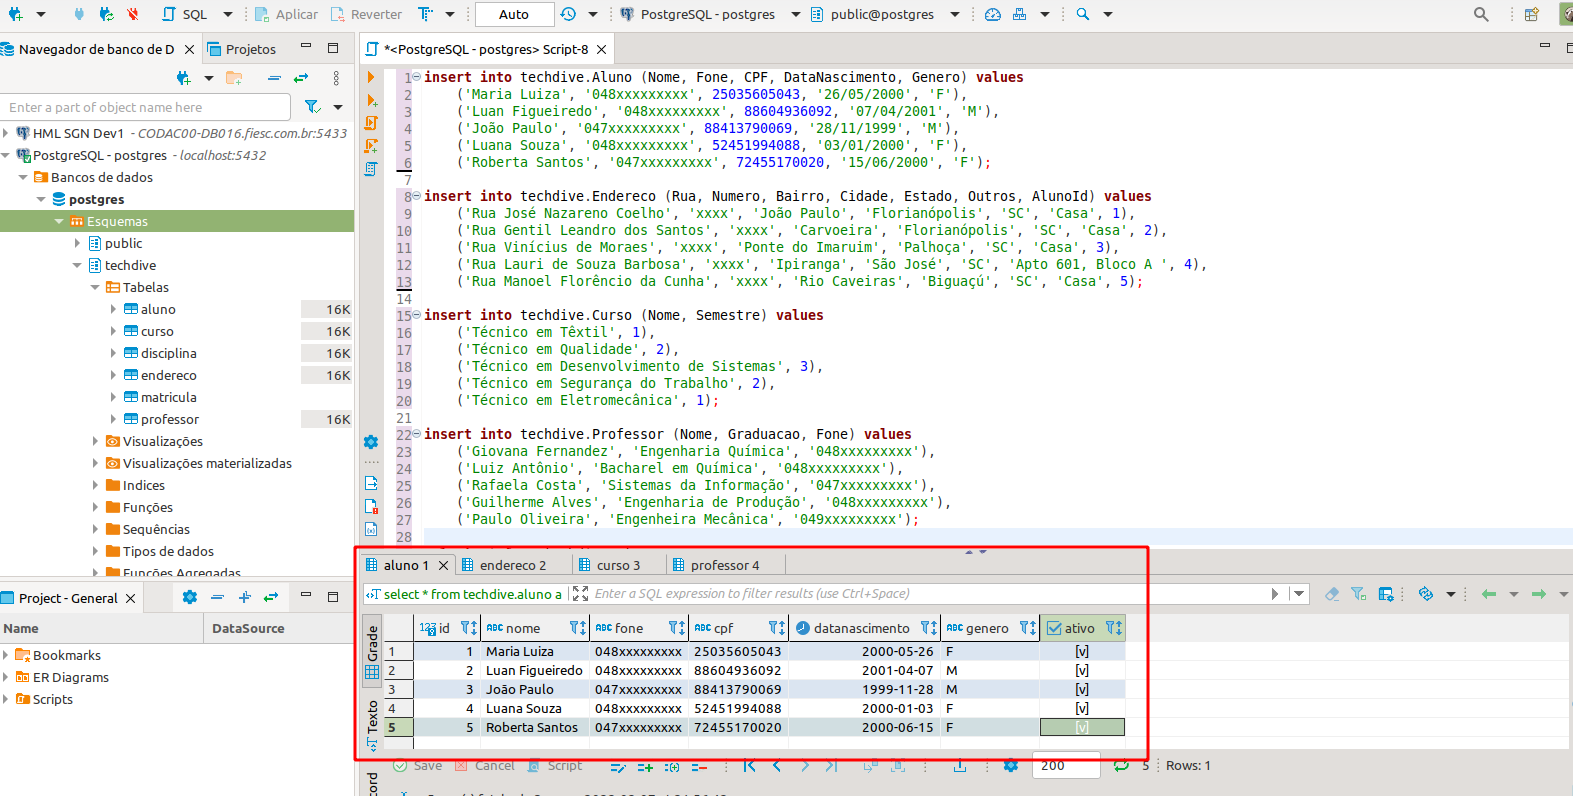 SQL Aplicar Reverter Auto PostgreSQL - postgres public@postgres
Navegador de banco de D Projetos
Enter a part of object name here
HML SGN Dev1 - CODAC00-DB016.fiesc.com.br:5433
PostgreSQL - postgres - localhost:5432
Bancos de dados
postgres
Esquemas
public
techdive
Tabelas
aluno 16K
curso 16K
disciplina 16K
endereco 16K
matricula
professor 16K
Visualizações
Visualizações materializadas
Indices
Funções
Sequências
Tipos de dados
Funções Agregadas
Project - General
Name DataSource
Bookmarks
ER Diagrams
Scripts
*<PostgreSQL - postgres> Script-8
1 insert into techdive.Aluno (Nome, Fone, CPF, DataNascimento, Genero) values
2 ('Maria Luiza', '048xxxxxxxxx', 25035605043, '26/05/2000', 'F'),
3 ('Luan Figueiredo', '048xxxxxxxxx', 88604936092, '07/04/2001', 'M'),
4 ('João Paulo', '047xxxxxxxxx', 88413790069, '28/11/1999', 'M'),
5 ('Luana Souza', '048xxxxxxxxx', 52451994088, '03/01/2000', 'F'),
6 ('Roberta Santos', '047xxxxxxxxx', 72455170020, '15/06/2000', 'F');
7
8 insert into techdive.Endereco (Rua, Numero, Bairro, Cidade, Estado, Outros, AlunoId) values
9 ('Rua José Nazareno Coelho', 'xxxx', 'João Paulo', 'Florianópolis', 'SC', 'Casa', 1),
10 ('Rua Gentil Leandro dos Santos', 'xxxx', 'Carvoeira', 'Florianópolis', 'SC', 'Casa', 2),
11 ('Rua Vinícius de Moraes', 'xxxx', 'Ponte do Imaruim', 'Palhoça', 'SC', 'Casa', 3),
12 ('Rua Lauri de Souza Barbosa', 'xxxx', 'Ipiranga', 'São José', 'SC', 'Apto 601, Bloco A ', 4),
13 ('Rua Manoel Florêncio da Cunha', 'xxxx', 'Rio Caveiras', 'Biguaçú', 'SC', 'Casa', 5);
14
15 insert into techdive.Curso (Nome, Semestre) values
16 ('Técnico em Têxtil', 1),
17 ('Técnico em Qualidade', 2),
18 ('Técnico em Desenvolvimento de Sistemas', 3),
19 ('Técnico em Segurança do Trabalho', 2),
20 ('Técnico em Eletromecânica', 1);
21
22 insert into techdive.Professor (Nome, Graduacao, Fone) values
23 ('Giovana Fernandez', 'Engenharia Química', '048xxxxxxxxx'),
24 ('Luiz Antônio', 'Bacharel em Química', '048xxxxxxxxx'),
25 ('Rafaela Costa', 'Sistemas da Informação', '047xxxxxxxxx'),
26 ('Guilherme Alves', 'Engenharia de Produção', '048xxxxxxxxx'),
27 ('Paulo Oliveira', 'Engenheira Mecânica', '049xxxxxxxxx');
28
aluno 1 endereco 2 curso 3 professor 4
select * from techdive.aluno a Enter a SQL expression to filter results (use Ctrl+Space)
Grade
Texto
123 id ABC nome ABC fone ABC cpf datanascimento ABC genero ativo
1 1 Maria Luiza 048xxxxxxxxx 25035605043 2000-05-26 F [v]
2 2 Luan Figueiredo 048xxxxxxxxx 88604936092 2001-04-07 M [v]
3 3 João Paulo 047xxxxxxxxx 88413790069 1999-11-28 M [v]
4 4 Luana Souza 048xxxxxxxxx 52451994088 2000-01-03 F [v]
5 5 Roberta Santos 047xxxxxxxxx 72455170020 2000-06-15 F [v]
Save Cancel Script 200 5 Rows: 1